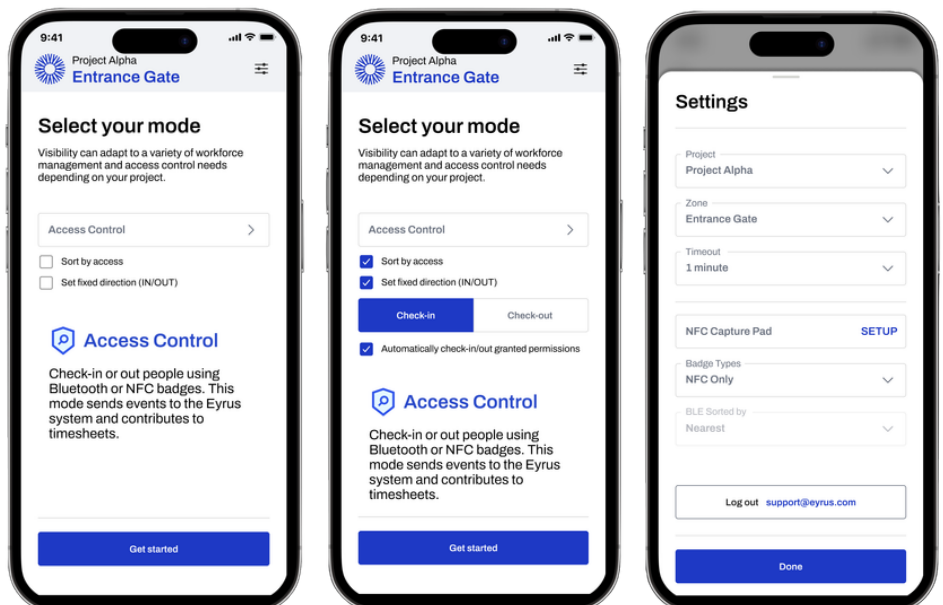 9:41
Project Alpha
Entrance Gate
Select your mode
Visibility can adapt to a variety of workforce
management and access control needs
depending on your project.
Access Control
Sort by access
Set fixed direction (IN/OUT)
Access Control
Check-in or out people using
Bluetooth or NFC badges. This
mode sends events to the Eyrus
system and contributes to
timesheets.
Get started
9:41
Project Alpha
Entrance Gate
Select your mode
Visibility can adapt to a variety of workforce
management and access control needs
depending on your project.
Access Control
Sort by access
Set fixed direction (IN/OUT)
Check-in Check-out
Automatically check-in/out granted permissions
Access Control
Check-in or out people using
Bluetooth or NFC badges. This
mode sends events to the Eyrus
system and contributes to
timesheets.
Get started
Settings
Project
Project Alpha
Zone
Entrance Gate
Timeout
1 minute
NFC Capture Pad SETUP
Badge Types
NFC Only
BLE Sorted by
Nearest
Log out support@eyrus.com
Done